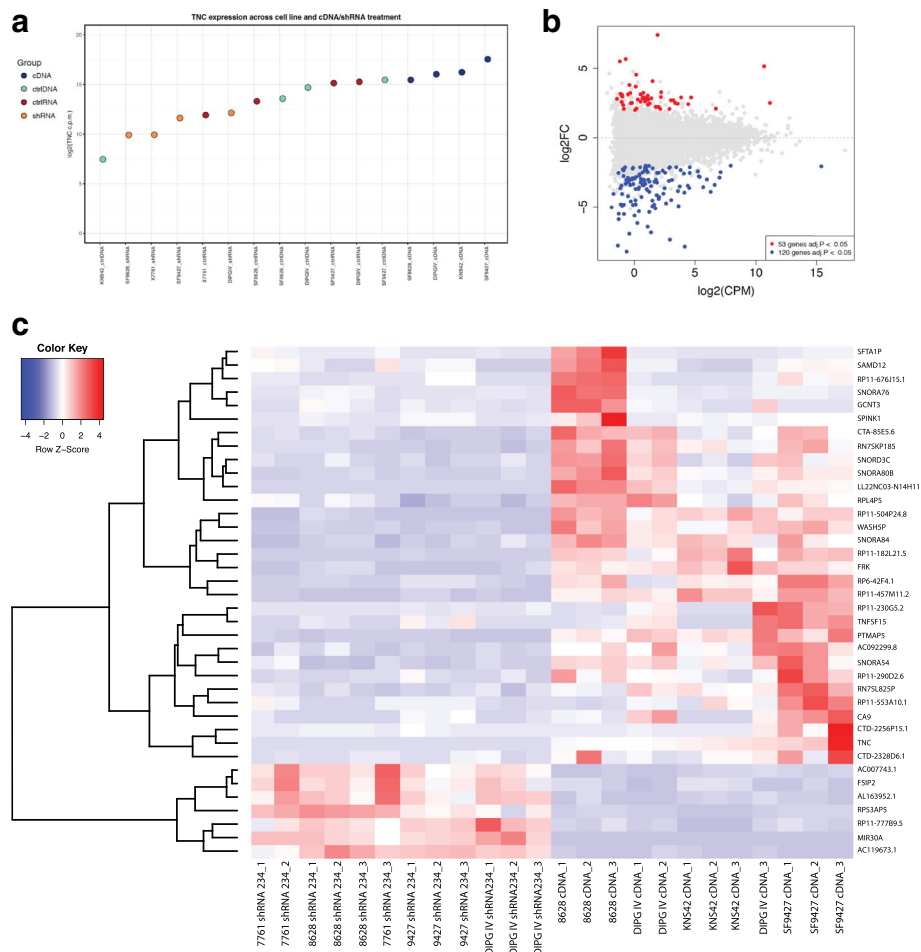 a
TNC expression across cell line and cDNA/shRNA treatment
Group
cDNA
ctrlDNA
ctrlRNA
shRNA
log2(TNC c.p.m.)
20
15
10
5
0
KNS42_ctrlDNA
SF8628_shRNA
X7761_shRNA
SF9427_shRNA
X7761_ctrlRNA
DIPGIV_shRNA
SF8628_ctrlRNA
SF8628_ctrlDNA
DIPGIV_ctrlDNA
SF9427_ctrlRNA
DIPGIV_ctrlRNA
SF9427_ctrlDNA
SF8628_cDNA
DIPGIV_cDNA
KNS42_cDNA
SF9427_cDNA
b
log2FC
5
0
−5
53 genes adj.P < 0.05
120 genes adj.P < 0.05
0 5 10 15
log2(CPM)
c
Color Key
−4 −2 0 2 4
Row Z−Score
SFTA1P
SAMD12
RP11-676J15.1
SNORA76
GCNT3
SPINK1
CTA-85E5.6
RN7SKP185
SNORD3C
SNORA80B
LL22NC03-N14H11
RPL4P5
RP11-504P24.8
WASH5P
SNORA84
RP11-182L21.5
FRK
RP6-42F4.1
RP11-457M11.2
RP11-230G5.2
TNFSF15
PTMAP5
AC092299.8
SNORA54
RP11-290D2.6
RN7SL825P
RP11-553A10.1
CA9
CTD-2256P15.1
TNC
CTD-2328D6.1
AC007743.1
FSIP2
AL163952.1
RPS3AP5
RP11-777B9.5
MIR30A
AC119673.1
7761 shRNA 234_1
7761 shRNA 234_2
8628 shRNA 234_1
8628 shRNA 234_2
8628 shRNA 234_3
7761 shRNA 234_3
9427 shRNA 234_1
9427 shRNA 234_2
9427 shRNA 234_3
DIPG IV shRNA234_1
DIPG IV shRNA234_2
DIPG IV shRNA234_3
8628 cDNA_1
8628 cDNA_2
8628 cDNA_3
DIPG IV cDNA_1
DIPG IV cDNA_2
KNS42 cDNA_1
KNS42 cDNA_2
KNS42 cDNA_3
DIPG IV cDNA_3
SF9427 cDNA_1
SF9427 cDNA_2
SF9427 cDNA_3